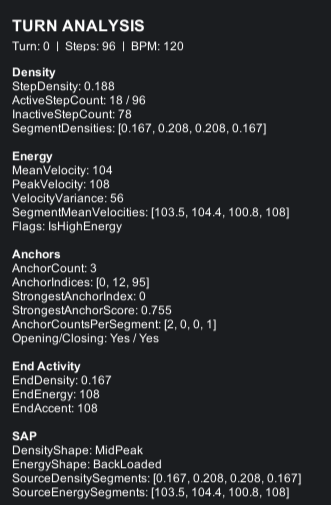 TURN ANALYSIS
Turn: 0 | Steps: 96 | BPM: 120
Density
StepDensity: 0.188
ActiveStepCount: 18 / 96
InactiveStepCount: 78
SegmentDensities: [0.167, 0.208, 0.208, 0.167]
Energy
MeanVelocity: 104
PeakVelocity: 108
VelocityVariance: 56
SegmentMeanVelocities: [103.5, 104.4, 100.8, 108]
Flags: IsHighEnergy
Anchors
AnchorCount: 3
AnchorIndices: [0, 12, 95]
StrongestAnchorIndex: 0
StrongestAnchorScore: 0.755
AnchorCountsPerSegment: [2, 0, 0, 1]
Opening/Closing: Yes / Yes
End Activity
EndDensity: 0.167
EndEnergy: 108
EndAccent: 108
SAP
DensityShape: MidPeak
EnergyShape: BackLoaded
SourceDensitySegments: [0.167, 0.208, 0.208, 0.167]
SourceEnergySegments: [103.5, 104.4, 100.8, 108]